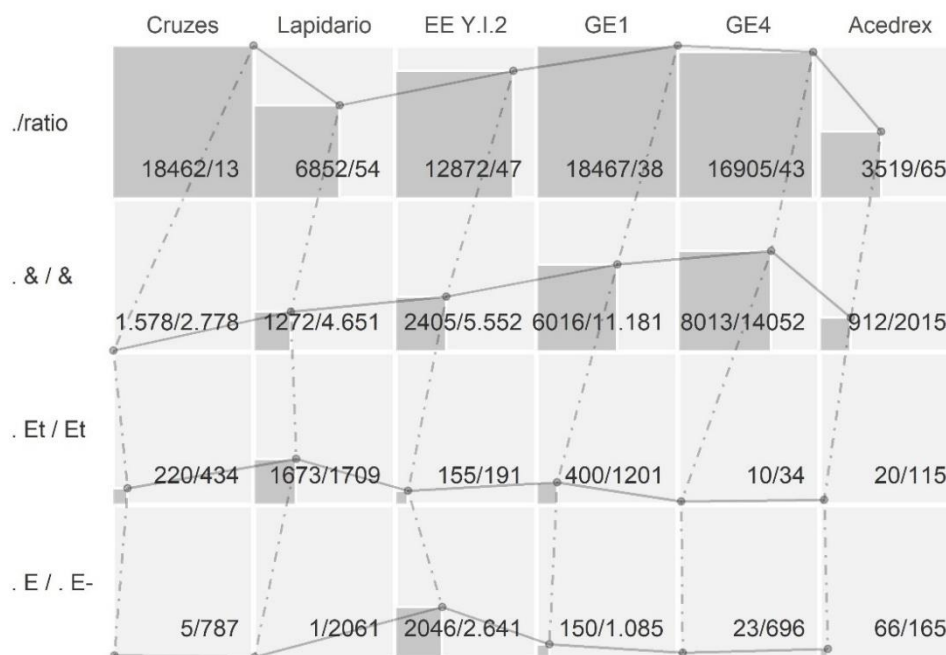 Cruzes Lapidario EE Y.I.2 GE1 GE4 Acedrex
./ratio
18462/13 6852/54 12872/47 18467/38 16905/43 3519/65
. & / &
1.578/2.778 1272/4.651 2405/5.552 6016/11.181 8013/14052 912/2015
. Et / Et
220/434 1673/1709 155/191 400/1201 10/34 20/115
. E / . E-
5/787 1/2061 2046/2.641 150/1.085 23/696 66/165